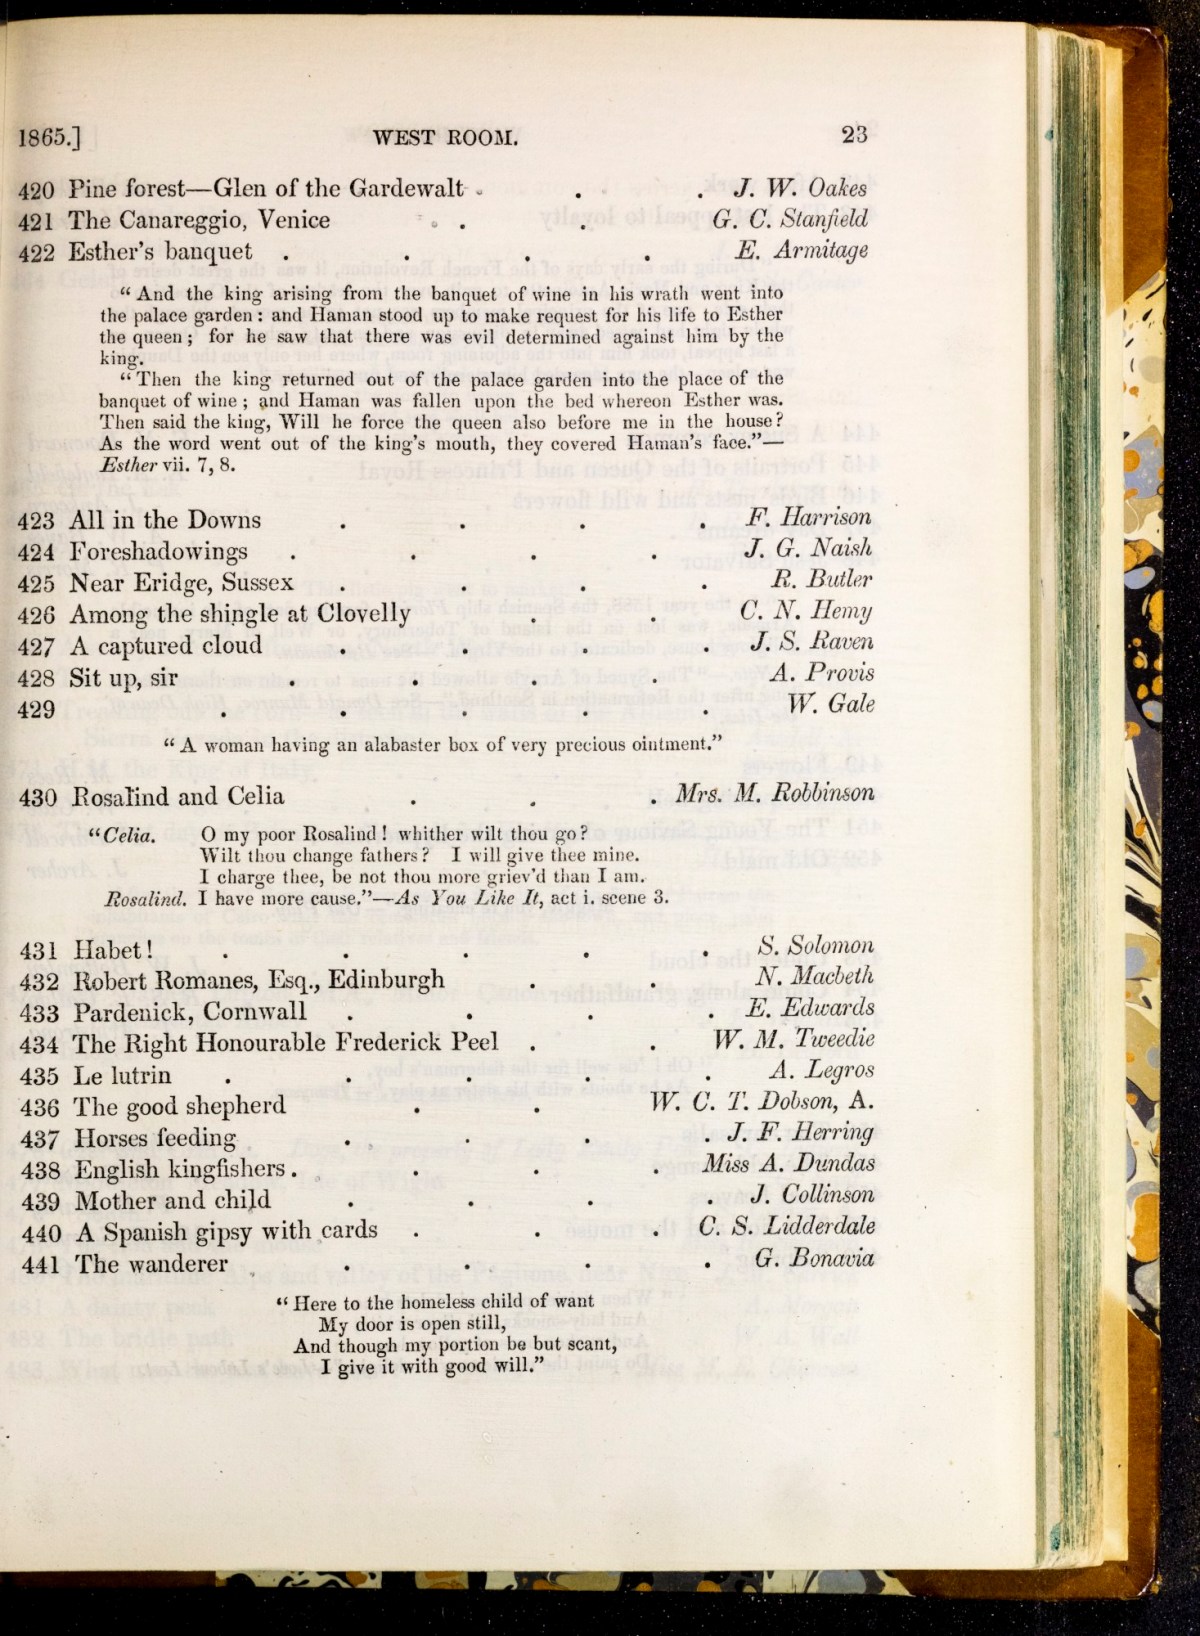 1865.] WEST ROOM. 23
420 Pine forest—Glen of the Gardewalt . . . J. W. Oakes
421 The Canareggio, Venice . . G. C. Stanfield
422 Esther's banquet . . . . E. Armitage
“And the king arising from the banquet of wine in his wrath went into
the palace garden: and Haman stood up to make request for his life to Esther
the queen; for he saw that there was evil determined against him by the
king.
“Then the king returned out of the palace garden into the place of the
banquet of wine; and Haman was fallen upon the bed whereon Esther was.
Then said the king, Will he force the queen also before me in the house?
As the word went out of the king's mouth, they covered Haman's face.”—
Esther vii. 7, 8.
423 All in the Downs . . . . F. Harrison
424 Foreshadowings . . . . J. G. Naish
425 Near Eridge, Sussex . . . . R. Butler
426 Among the shingle at Clovelly . . C. N. Hemy
427 A captured cloud . . . . J. S. Raven
428 Sit up, sir . . . . A. Provis
429 . . . . . W. Gale
“A woman having an alabaster box of very precious ointment.”
430 Rosalind and Celia . . . Mrs. M. Robbinson
“Celia. O my poor Rosalind! whither wilt thou go?
Wilt thou change fathers? I will give thee mine.
I charge thee, be not thou more griev'd than I am.
Rosalind. I have more cause.”—As You Like It, act i. scene 3.
431 Habet! . . . . . S. Solomon
432 Robert Romanes, Esq., Edinburgh . . N. Macbeth
433 Pardenick, Cornwall . . . . E. Edwards
434 The Right Honourable Frederick Peel . . W. M. Tweedie
435 Le lutrin . . . . . A. Legros
436 The good shepherd . . W. C. T. Dobson, A.
437 Horses feeding . . . . J. F. Herring
438 English kingfishers . . . . Miss A. Dundas
439 Mother and child . . . . J. Collinson
440 A Spanish gipsy with cards . . . C. S. Lidderdale
441 The wanderer . . . . G. Bonavia
“Here to the homeless child of want
My door is open still,
And though my portion be but scant,
I give it with good will.”